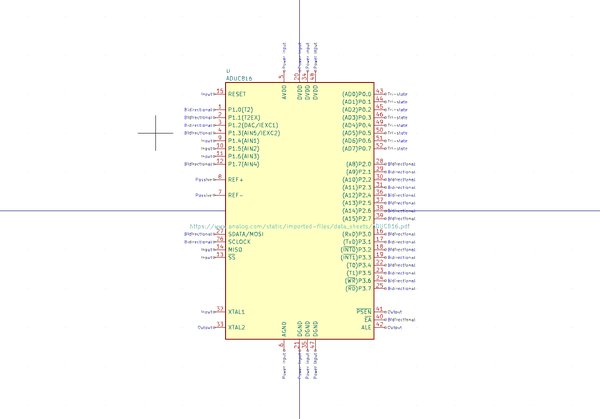 U
ADUC816
Power input
Power input
Power input
Power input
5 20 34 48
AVDD DVDD DVDD DVDD
Input 15 RESET
Bidirectional 1 P1.0(T2)
Bidirectional 2 P1.1(T2EX)
Bidirectional 3 P1.2(DAC/IEXC1)
Bidirectional 4 P1.3(AIN5/IEXC2)
Input 9 P1.4(AIN1)
Input 10 P1.5(AIN2)
Input 11 P1.6(AIN3)
Bidirectional 12 P1.7(AIN4)
Passive 8 REF+
Passive 7 REF-
Bidirectional 27 SDATA/MOSI
Bidirectional 26 SCLOCK
Input 14 MISO
Input 13 SS
Input 32 XTAL1
Output 33 XTAL2
(AD0)P0.0 43 Tri-state
(AD1)P0.1 44 Tri-state
(AD2)P0.2 45 Tri-state
(AD3)P0.3 46 Tri-state
(AD4)P0.4 49 Tri-state
(AD5)P0.5 50 Tri-state
(AD6)P0.6 51 Tri-state
(AD7)P0.7 52 Tri-state
(A8)P2.0 28 Bidirectional
(A9)P2.1 29 Bidirectional
(A10)P2.2 30 Bidirectional
(A11)P2.3 31 Bidirectional
(A12)P2.4 36 Bidirectional
(A13)P2.5 37 Bidirectional
(A14)P2.6 38 Bidirectional
(A15)P2.7 39 Bidirectional
https://www.analog.com/static/imported-files/data_sheets/ADUC816.pdf
(RxD)P3.0 16 Bidirectional
(TxD)P3.1 17 Bidirectional
(INT0)P3.2 18 Bidirectional
(INT1)P3.3 19 Bidirectional
(T0)P3.4 22 Bidirectional
(T1)P3.5 23 Bidirectional
(WR)P3.6 24 Bidirectional
(RD)P3.7 25 Bidirectional
PSEN 41 Output
EA 40 Bidirectional
ALE 42 Output
AGND DGND DGND DGND
6 21 35 47
Power input
Power input
Power input
Power input